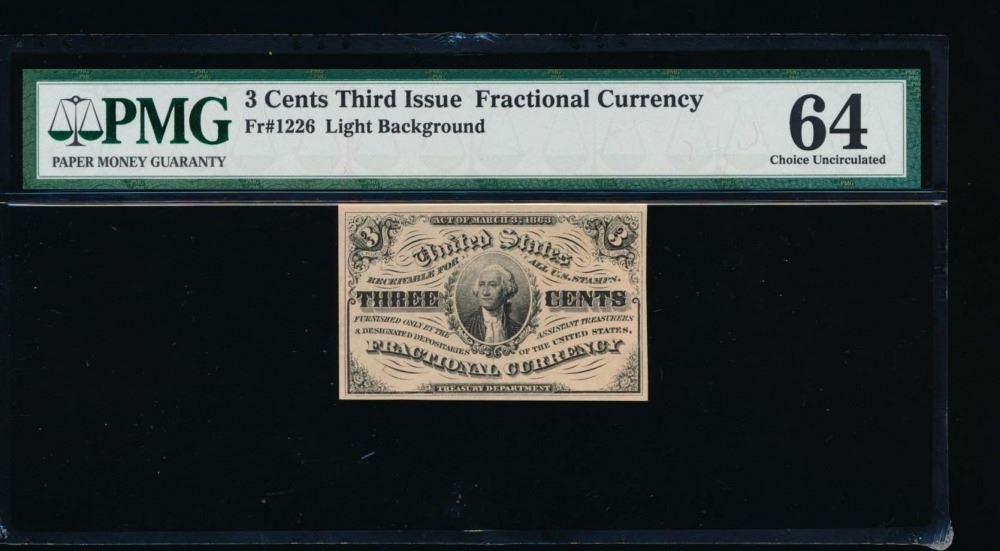 PMG
PAPER MONEY GUARANTY
3 Cents Third Issue Fractional Currency
Fr#1226 Light Background
64
Choice Uncirculated
ACT OF MARCH 3, 1863
3 3
United States
RECEIVABLE FOR ALL U.S. STAMPS.
THREE CENTS
FURNISHED ONLY BY THE ASSISTANT TREASURERS
& DESIGNATED DEPOSITARIES OF THE UNITED STATES.
FRACTIONAL CURRENCY
TREASURY DEPARTMENT